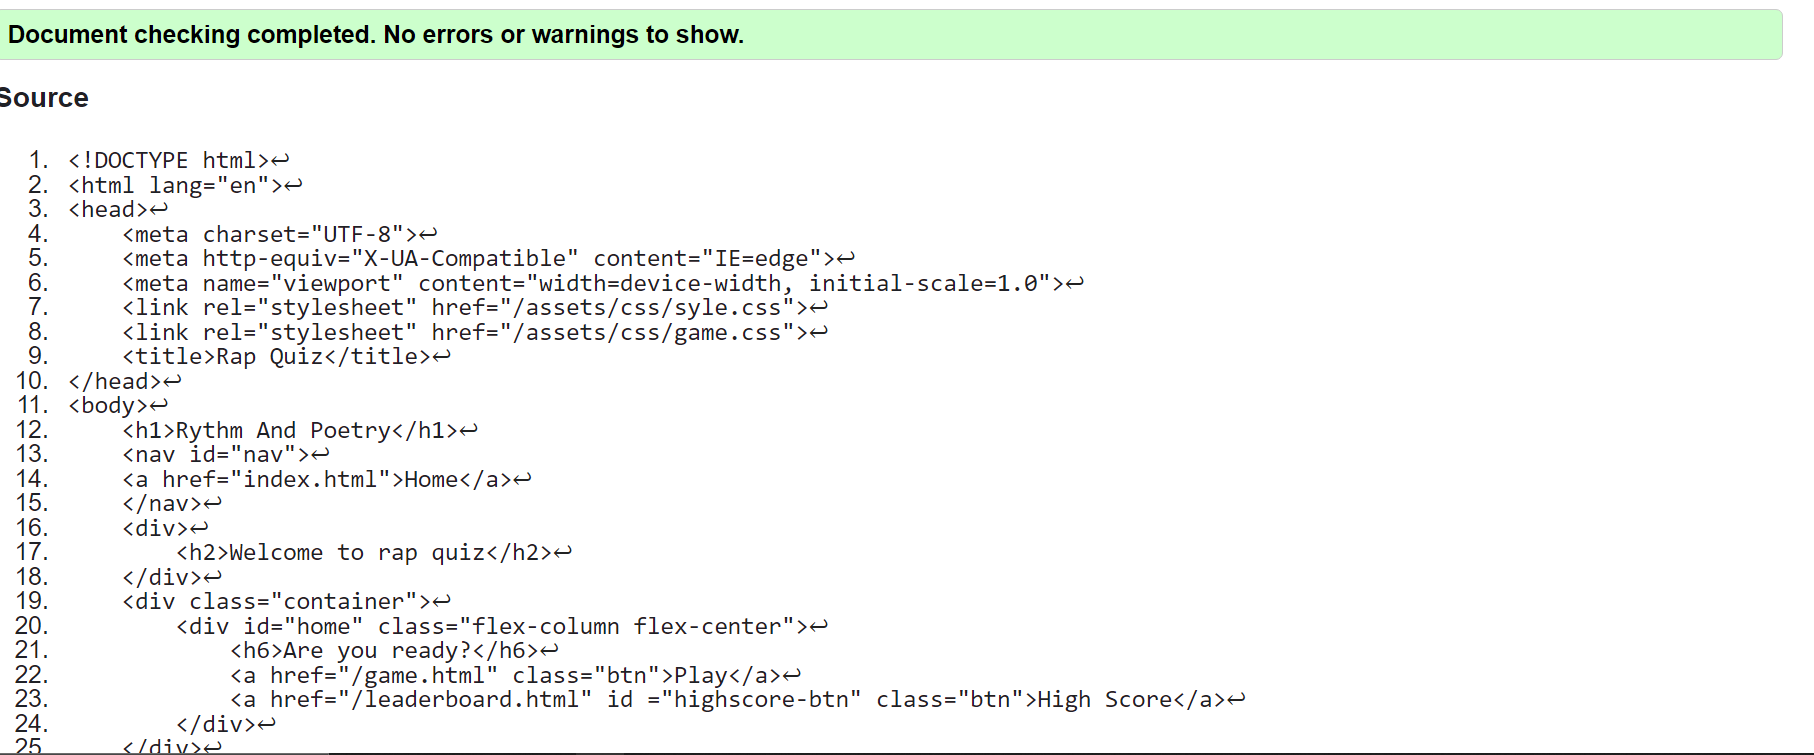 Document checking completed. No errors or warnings to show.
Source
1. <!DOCTYPE html>↩
2. <html lang="en">↩
3. <head>↩
4.     <meta charset="UTF-8">↩
5.     <meta http-equiv="X-UA-Compatible" content="IE=edge">↩
6.     <meta name="viewport" content="width=device-width, initial-scale=1.0">↩
7.     <link rel="stylesheet" href="/assets/css/syle.css">↩
8.     <link rel="stylesheet" href="/assets/css/game.css">↩
9.     <title>Rap Quiz</title>↩
10. </head>↩
11. <body>↩
12.     <h1>Rythm And Poetry</h1>↩
13.     <nav id="nav">↩
14.     <a href="index.html">Home</a>↩
15.     </nav>↩
16.     <div>↩
17.         <h2>Welcome to rap quiz</h2>↩
18.     </div>↩
19.     <div class="container">↩
20.         <div id="home" class="flex-column flex-center">↩
21.             <h6>Are you ready?</h6>↩
22.             <a href="/game.html" class="btn">Play</a>↩
23.             <a href="/leaderboard.html" id ="highscore-btn" class="btn">High Score</a>↩
24.         </div>↩
25.     </div>↩